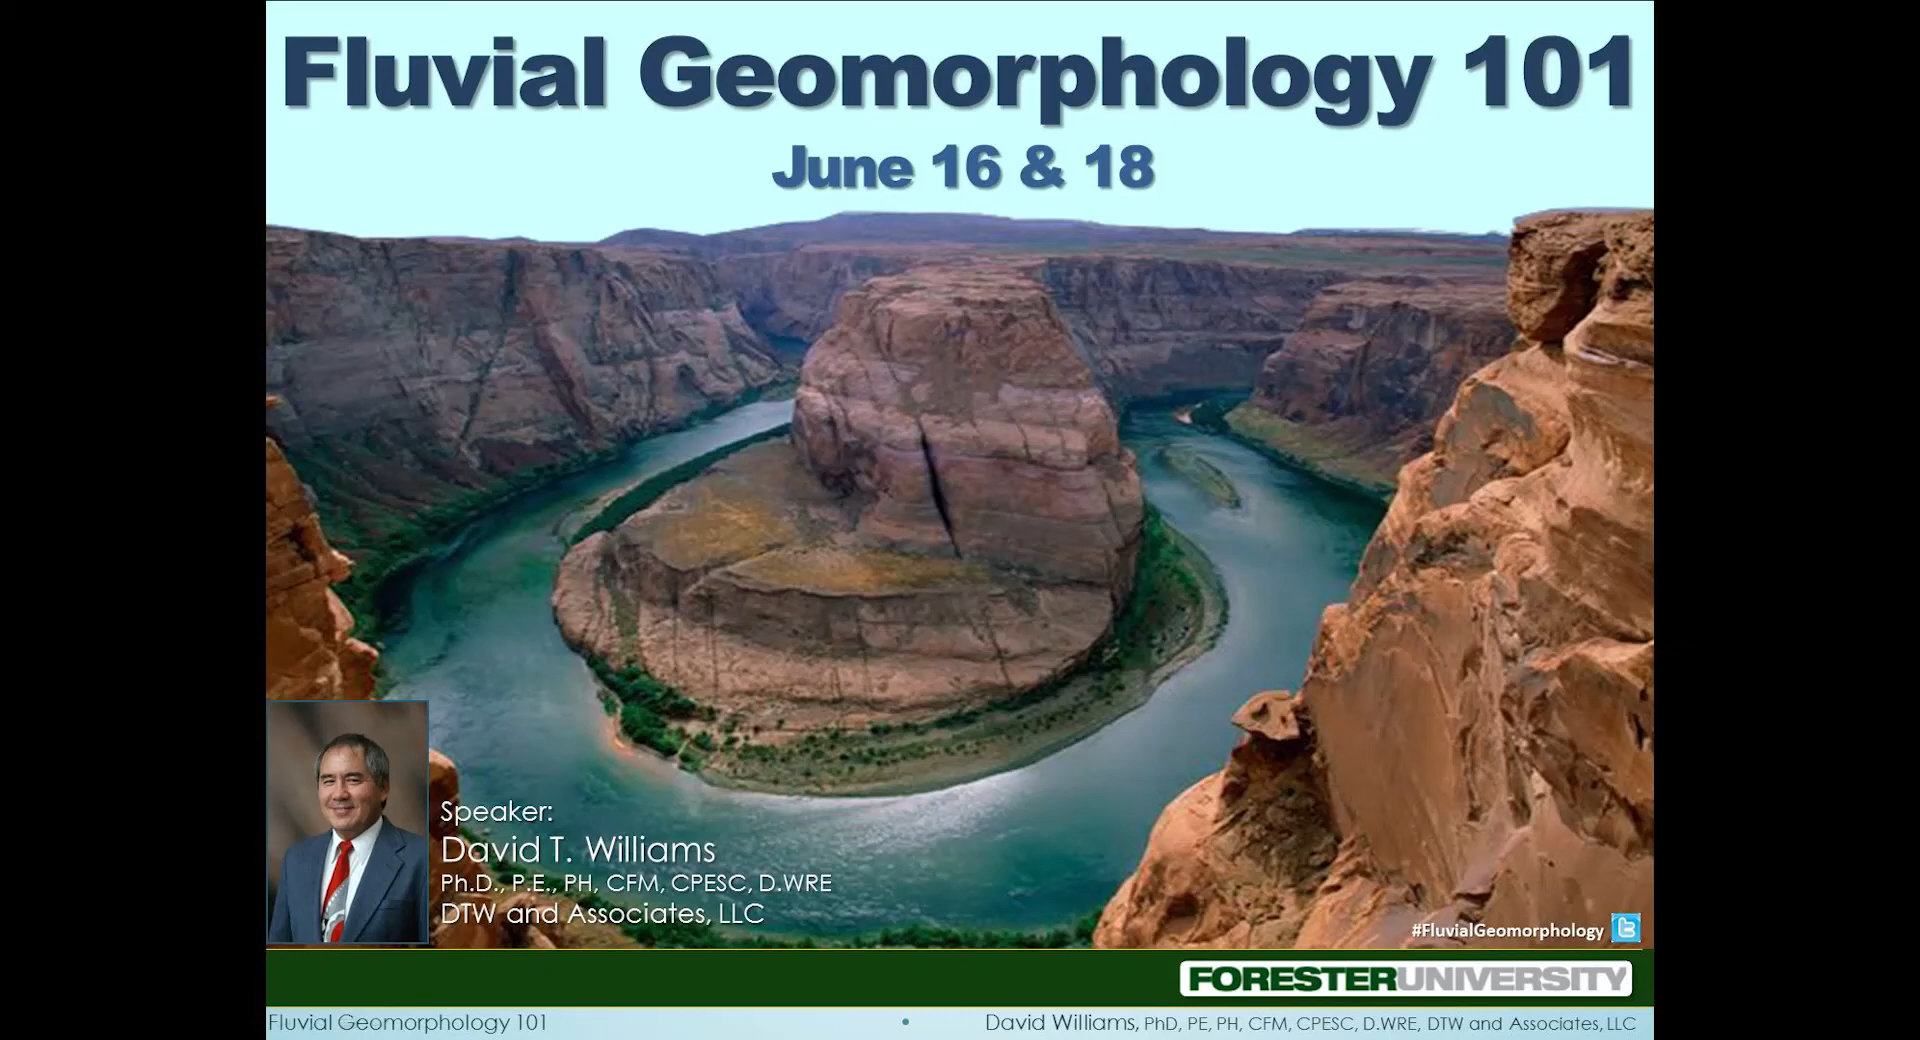 Fluvial Geomorphology 101
June 16 & 18
Speaker:
David T. Williams
Ph.D., P.E., PH, CFM, CPESC, D.WRE
DTW and Associates, LLC
#FluvialGeomorphology
FORESTERUNIVERSITY
Fluvial Geomorphology 101 • David Williams, PhD, PE, PH, CFM, CPESC, D.WRE, DTW and Associates, LLC